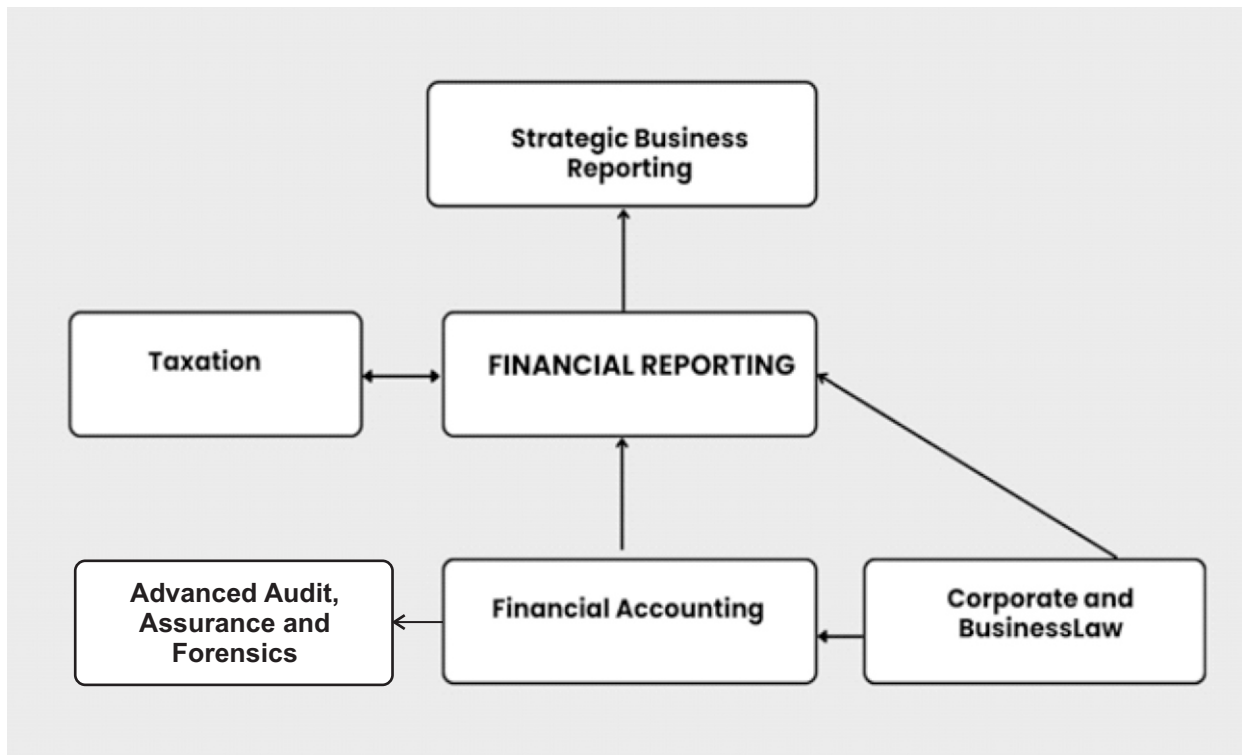 Strategic Business
Reporting
Taxation
FINANCIAL REPORTING
Advanced Audit,
Assurance and
Forensics
Financial Accounting
Corporate and
BusinessLaw